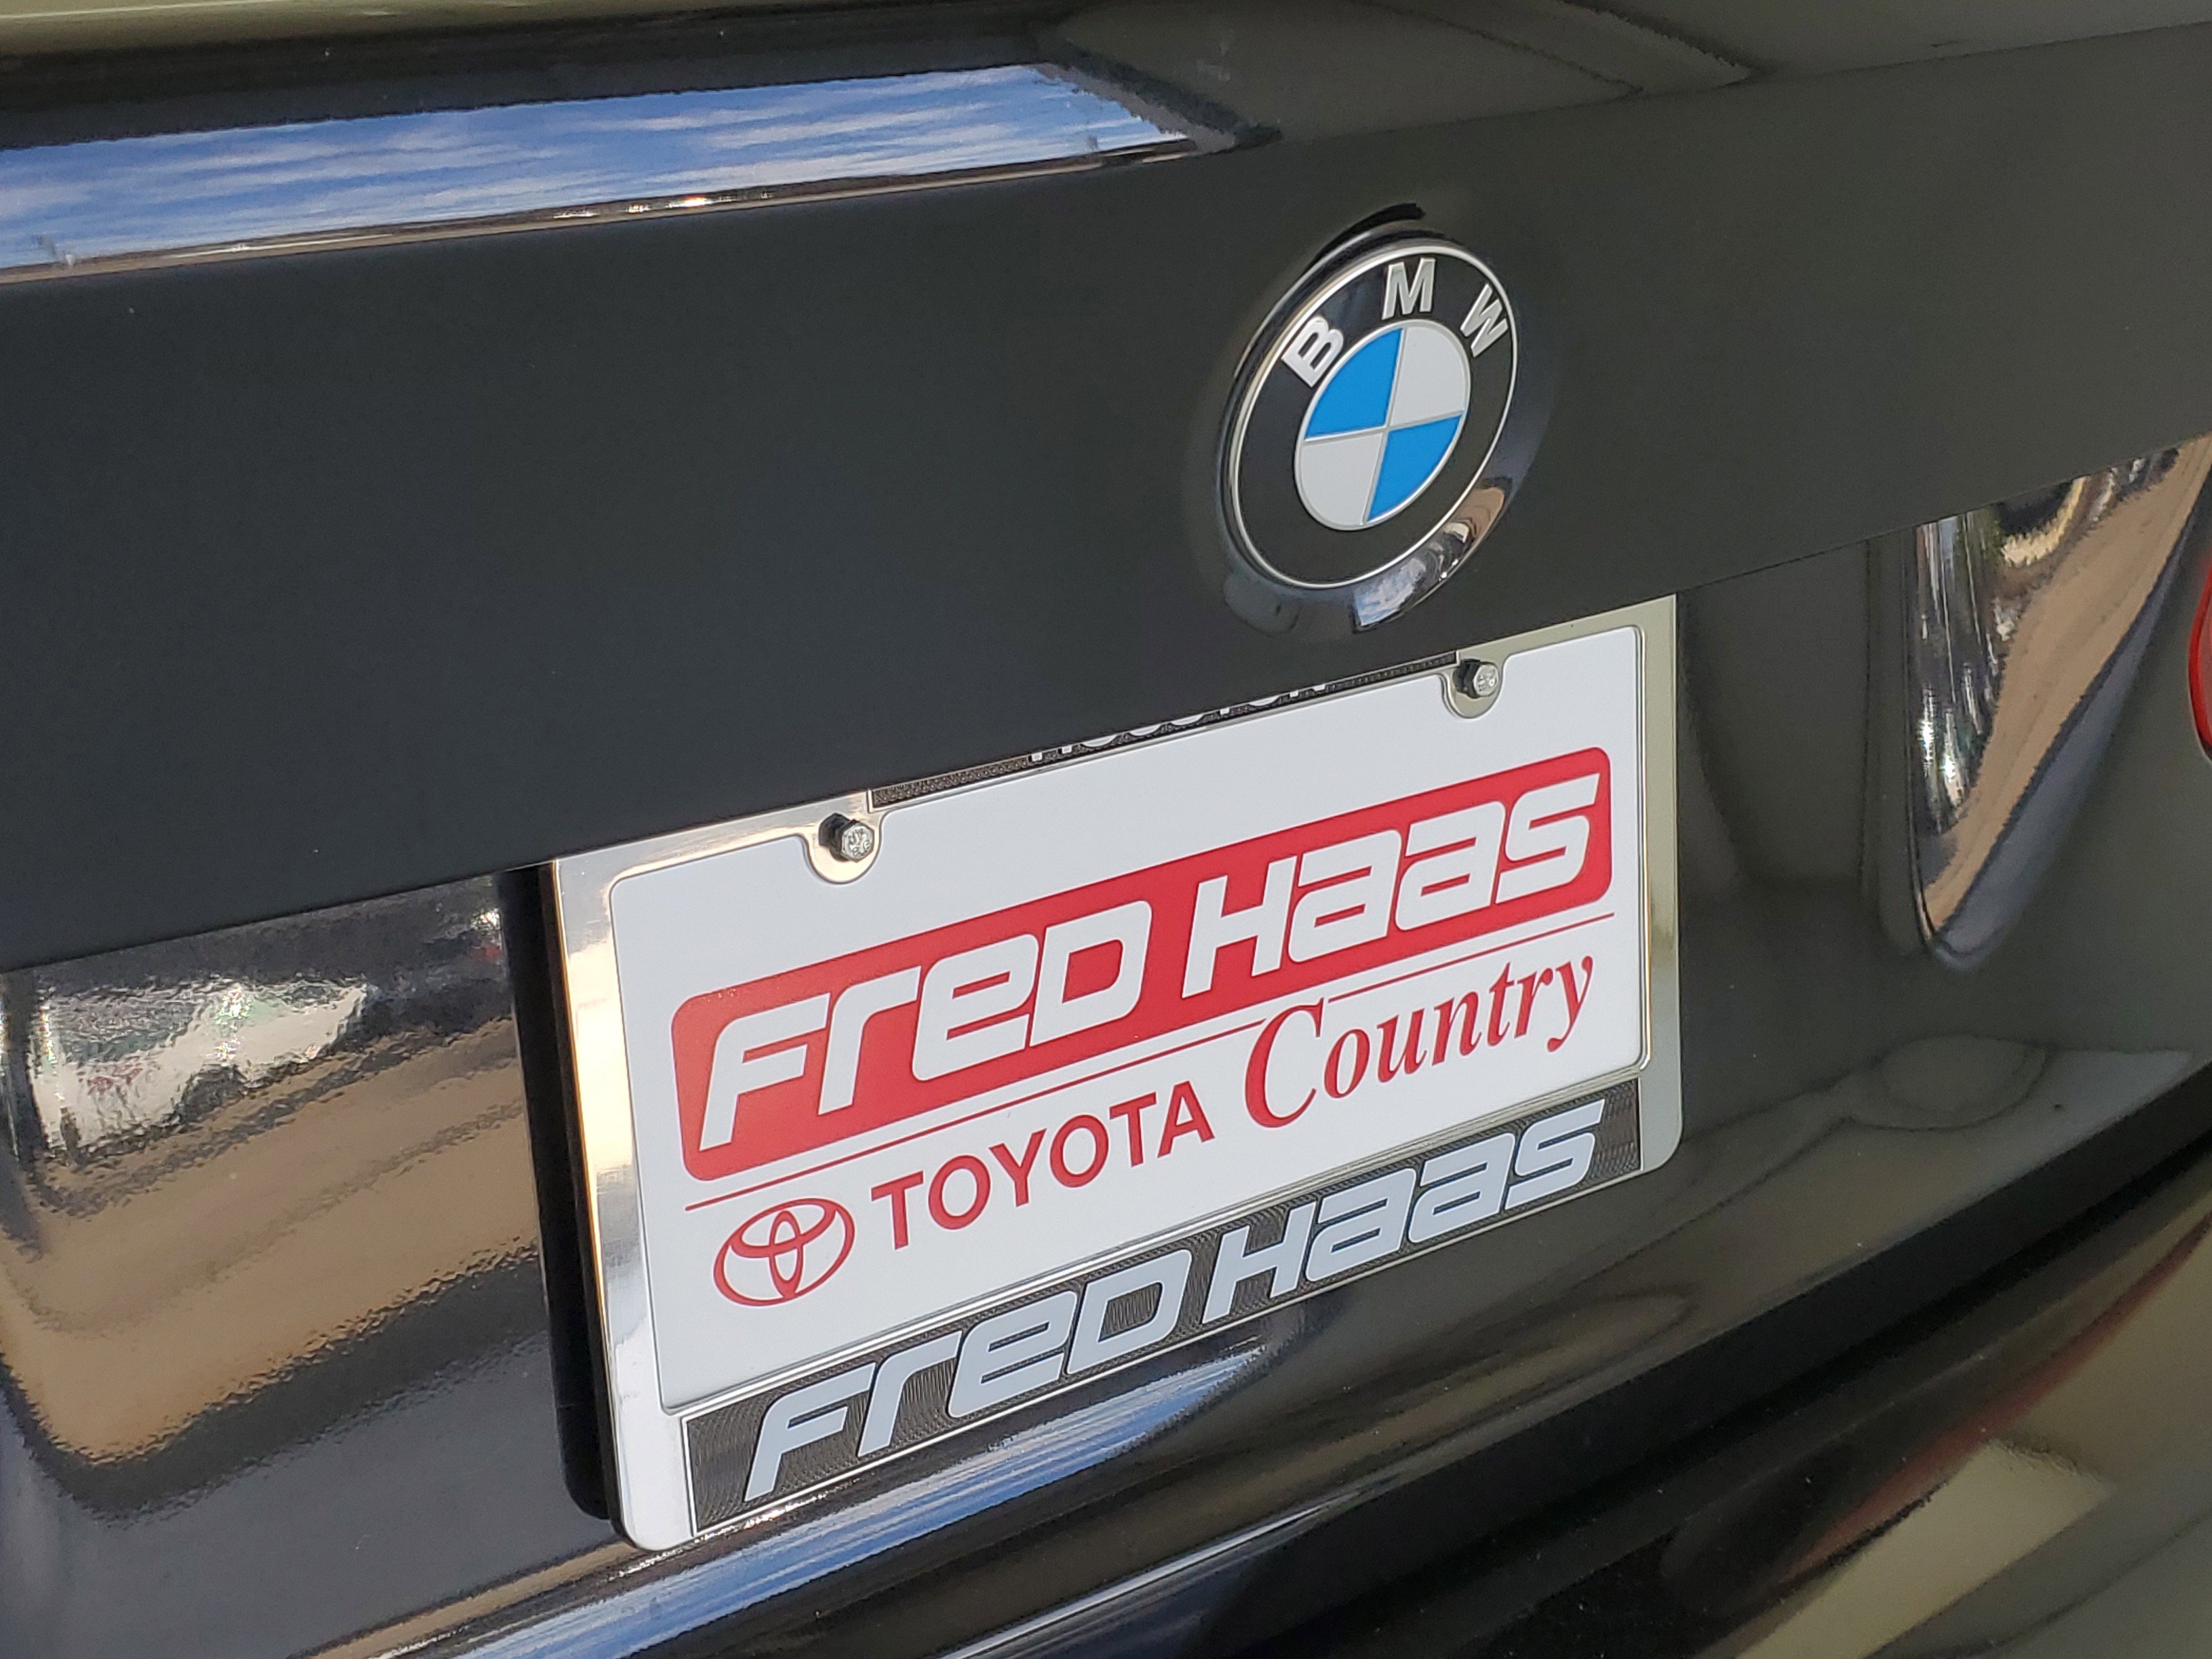 BMW
FRED HAAS
TOYOTA Country
FRED HAAS